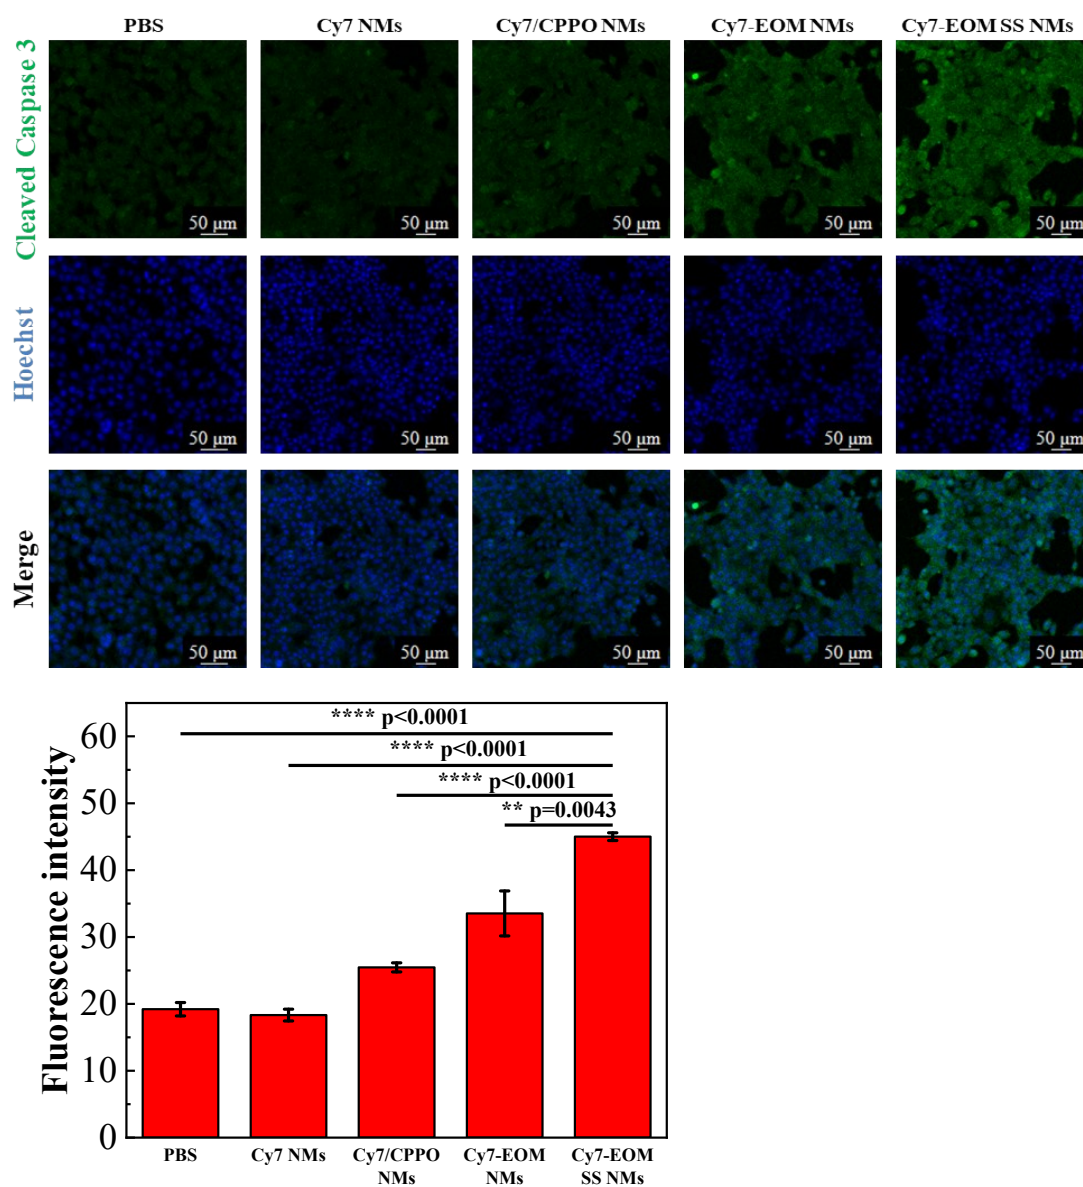 PBS
Cy7 NMs
Cy7/CPPO NMs
Cy7-EOM NMs
Cy7-EOM SS NMs
Cleaved Caspase 3
50 μm
50 μm
50 μm
50 μm
50 μm
Hoechst
50 μm
50 μm
50 μm
50 μm
50 μm
Merge
50 μm
50 μm
50 μm
50 μm
50 μm
Fluorescence intensity
60
50
40
30
20
10
0
**** p<0.0001
**** p<0.0001
**** p<0.0001
** p=0.0043
PBS
Cy7 NMs
Cy7/CPPO
NMs
Cy7-EOM
NMs
Cy7-EOM
SS NMs